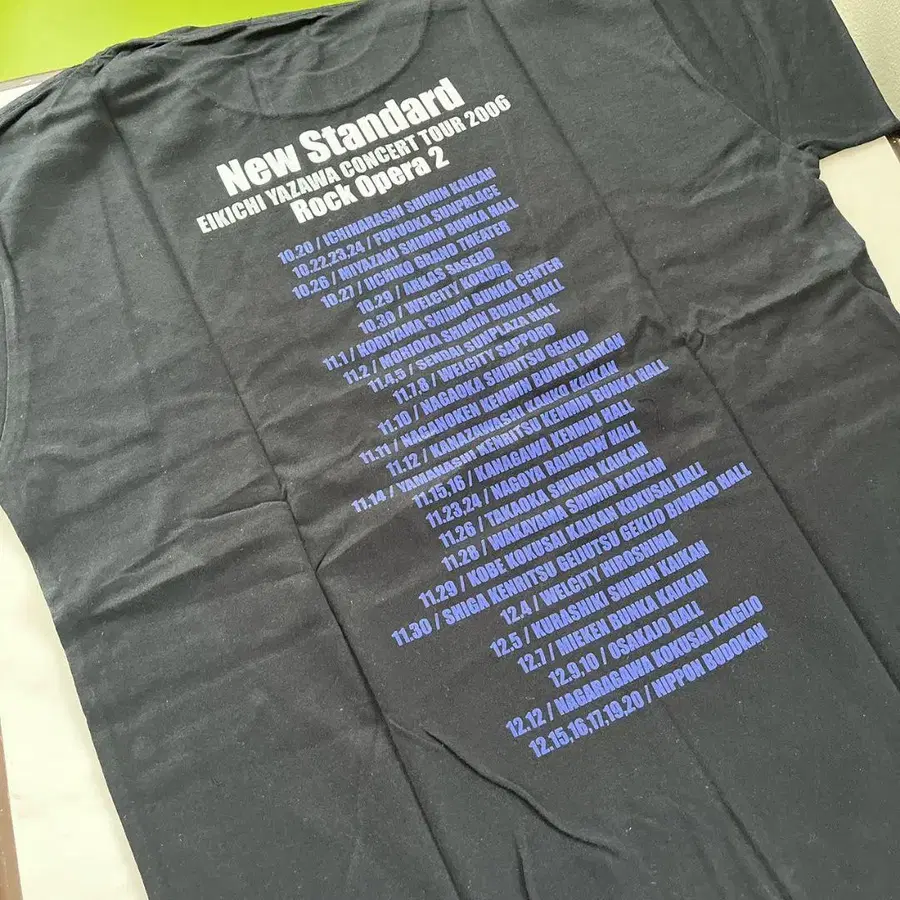 New Standard
EIKICHI YAZAWA CONCERT TOUR 2006
Rock Opera 2
10.20 / ICHIHARASHI SHIMIN KAIKAN
10.22.23.24 / FUKUOKA SUNPALACE
10.26 / MIYAZAKI SHIMIN BUNKA HALL
10.27 / IICHIKO GRAND THEATER
10.29 / ARKAS SASEBO
10.30 / WELCITY KOKURA
11.1 / KORIYAMA SHIMIN BUNKA CENTER
11.2 / MORIOKA SHIMIN BUNKA HALL
11.4.5 / SENDAI SUNPLAZA HALL
11.7.8 / WELCITY SAPPORO
11.10 / NAGAOKA SHIRITSU GEKIJO
11.11 / NAGANOKEN KENMIN BUNKA KAIKAN
11.12 / KANAZAWASHI KANKO KAIKAN
11.14 / YAMANASHI KENRITSU KENMIN BUNKA HALL
11.15,16 / KANAGAWA KENMIN HALL
11.23.24 / NAGOYA RAINBOW HALL
11.26 / TAKAOKA SHIMIN KAIKAN
11.28 / WAKAYAMA SHIMIN KAIKAN
11.29 / KOBE KOKUSAI KAIKAN KOKUSAI HALL
11.30 / SHIGA KENRITSU GEIJUTSU GEKIJO BIWAKO HALL
12.4 / WELCITY HIROSHIMA
12.5 / KURASHIKI SHIMIN KAIKAN
12.7 / MIEKEN BUNKA KAIKAN
12.9,10 / OSAKAJO HALL
12.12 / NAGARAGAWA KOKUSAI KAIGIJO
12.15,16,17,19,20 / NIPPON BUDOKAN